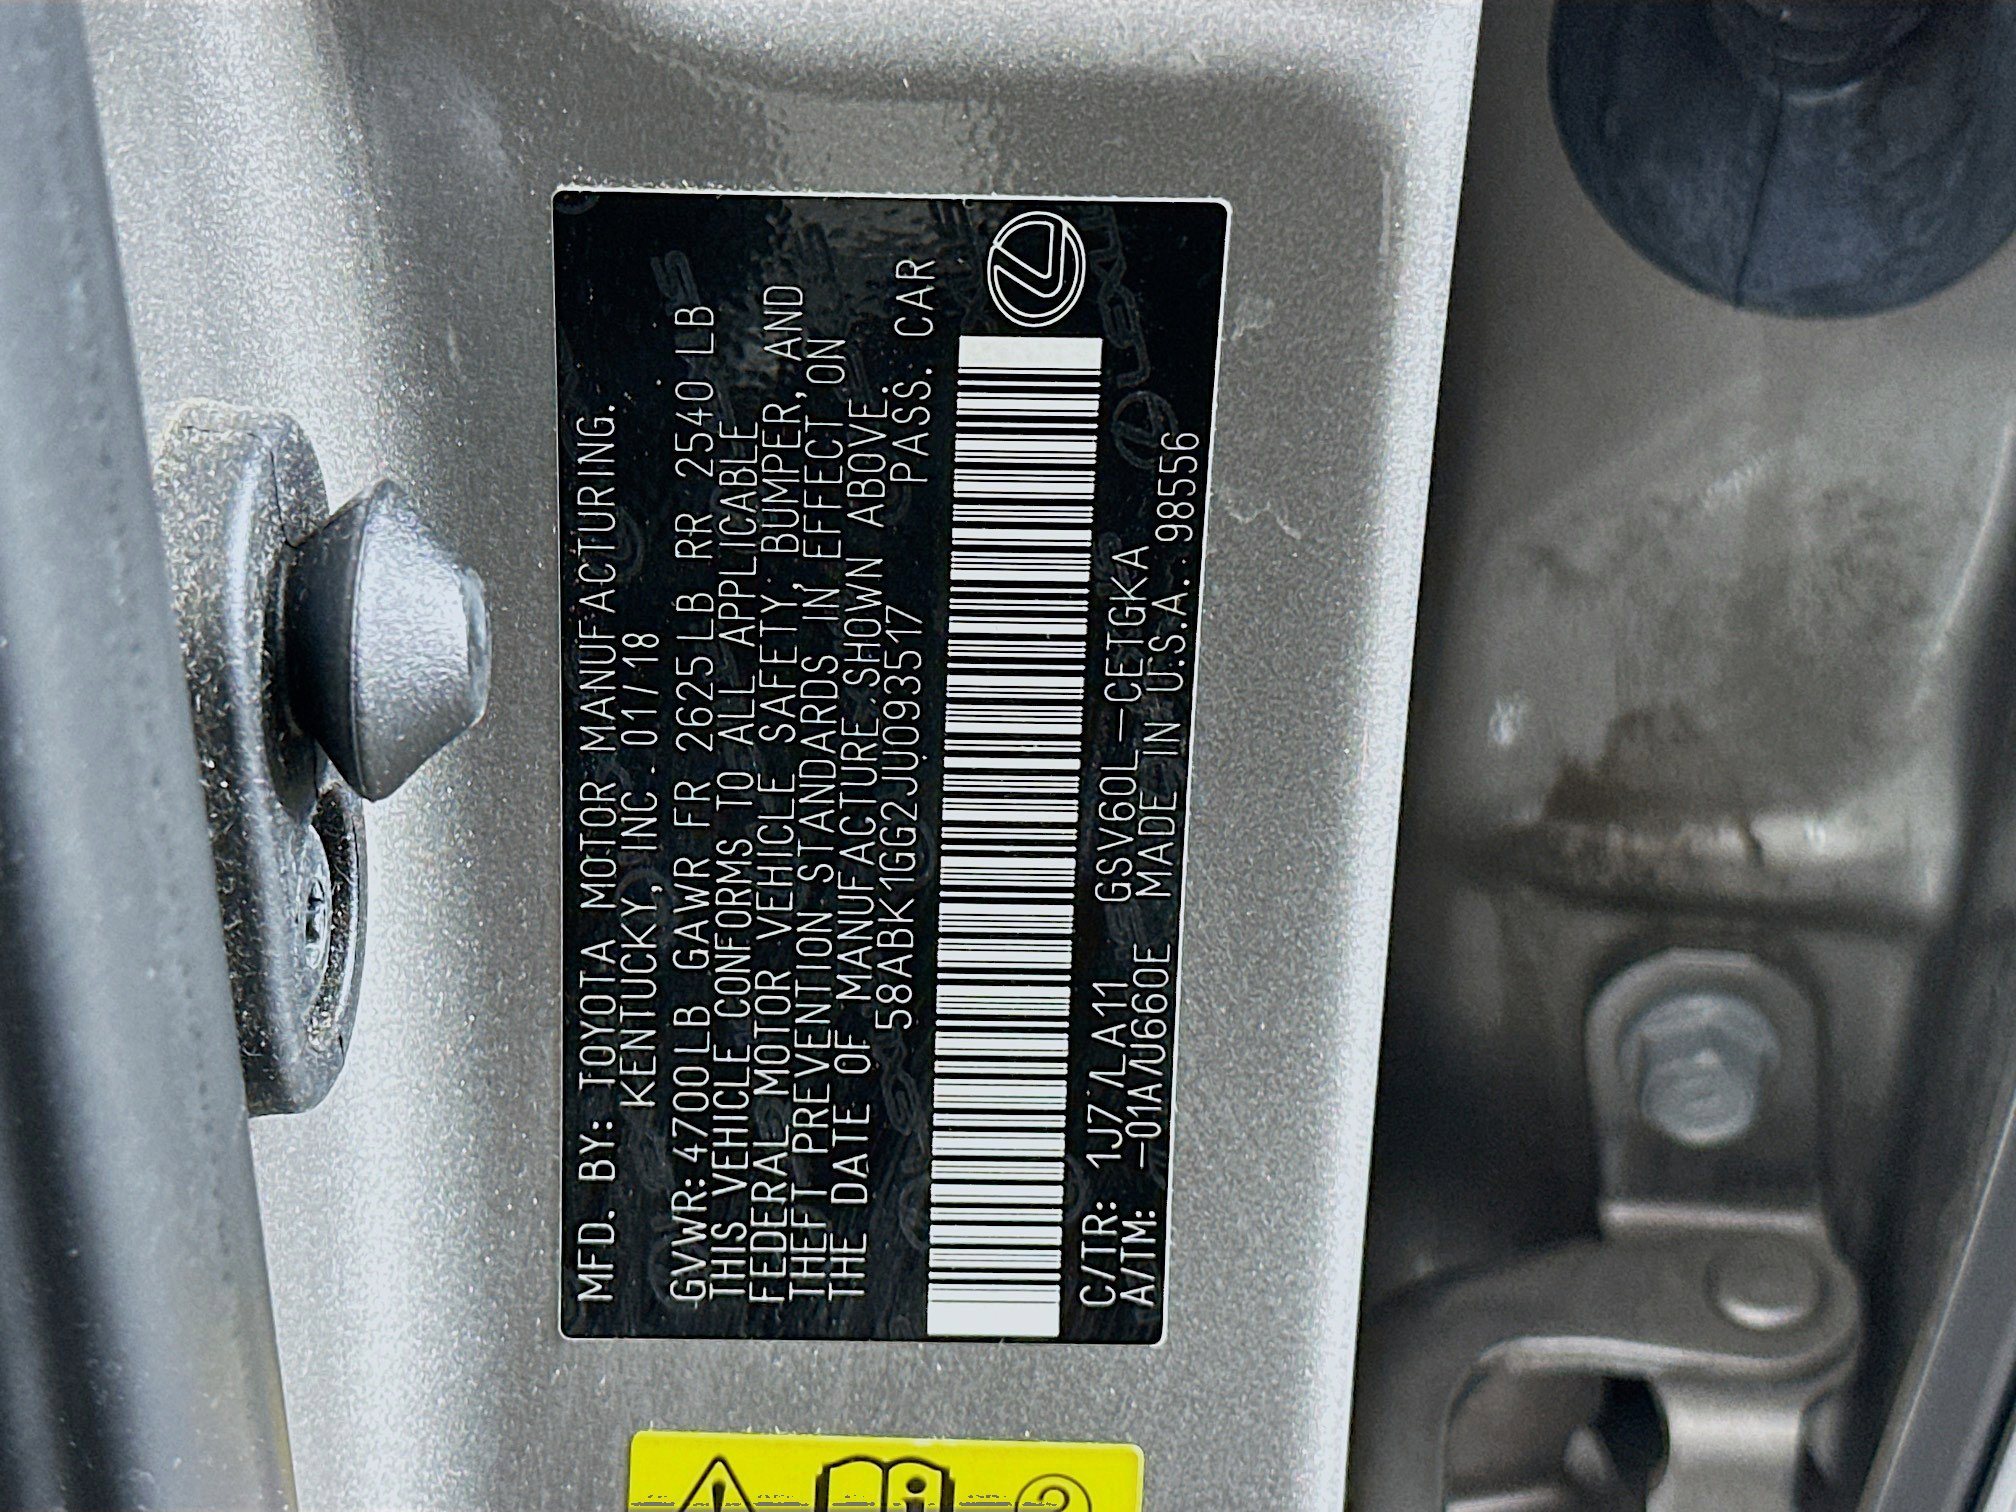 MFD. BY: TOYOTA MOTOR MANUFACTURING.
KENTUCKY, INC. 01/18
GVWR: 4700LB GAWR FR 2625LB RR 2540LB
THIS VEHICLE CONFORMS TO ALL APPLICABLE
FEDERAL MOTOR VEHICLE SAFETY, BUMPER, AND
THEFT PREVENTION STANDARDS IN EFFECT ON
THE DATE OF MANUFACTURE SHOWN ABOVE.
58ABK1GG2JU093517 PASS. CAR
C/TR: 1J7/LA11 GSV60L-CETGKA
A/TM: -01A/U660E MADE IN U.S.A. 98556
LEXUS